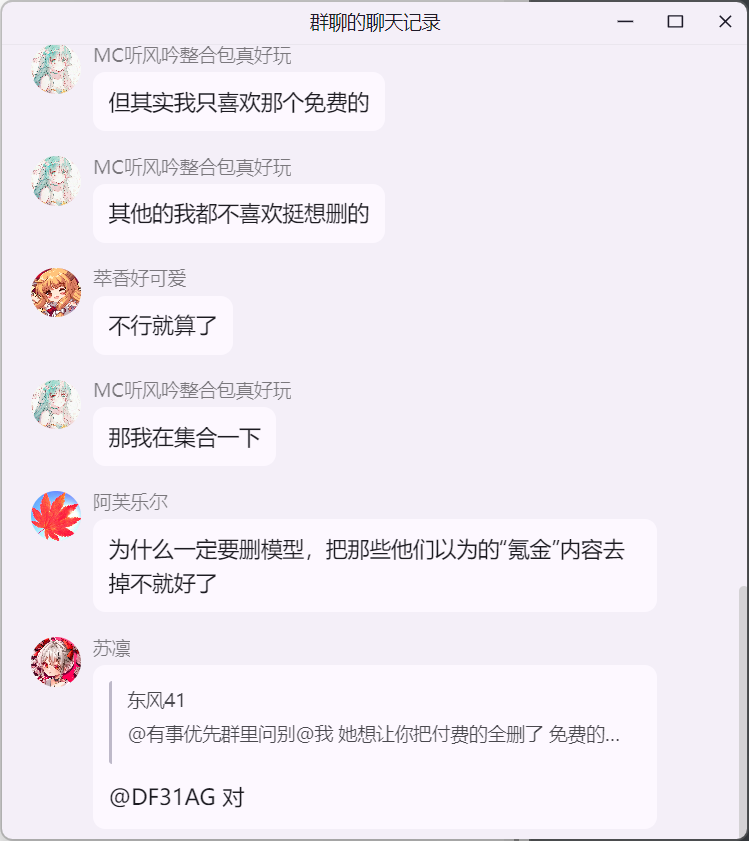 群聊的聊天记录
MC听风吟整合包真好玩
但其实我只喜欢那个免费的
MC听风吟整合包真好玩
其他的我都不喜欢挺想删的
萃香好可爱
不行就算了
MC听风吟整合包真好玩
那我在集合一下
阿芙乐尔
为什么一定要删模型，把那些他们以为的“氪金”内容去
掉不就好了
苏凛
东风41
@有事优先群里问别@我 她想让你把付费的全删了 免费的...
@DF31AG 对